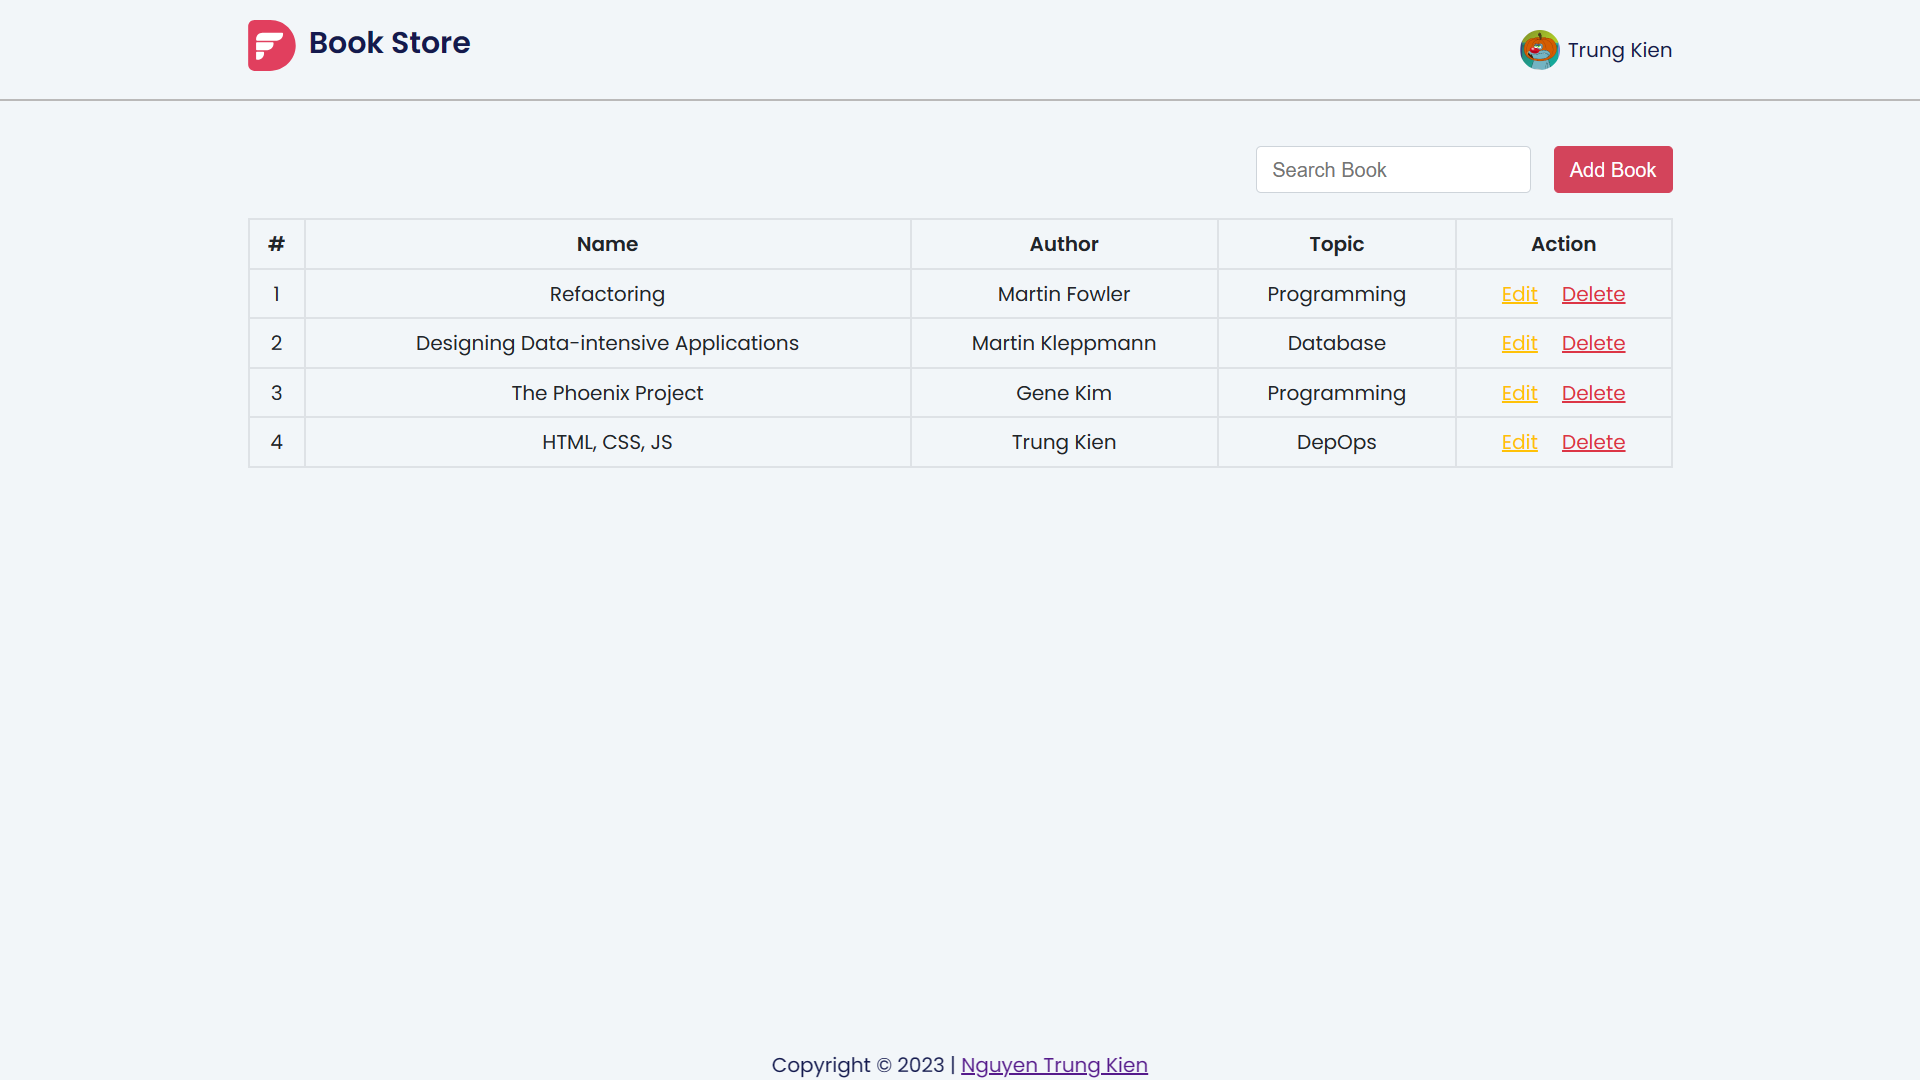 Book Store
Trung Kien
Search Book
Add Book
# Name Author Topic Action
1 Refactoring Martin Fowler Programming Edit Delete
2 Designing Data-intensive Applications Martin Kleppmann Database Edit Delete
3 The Phoenix Project Gene Kim Programming Edit Delete
4 HTML, CSS, JS Trung Kien DepOps Edit Delete
Copyright © 2023 | Nguyen Trung Kien